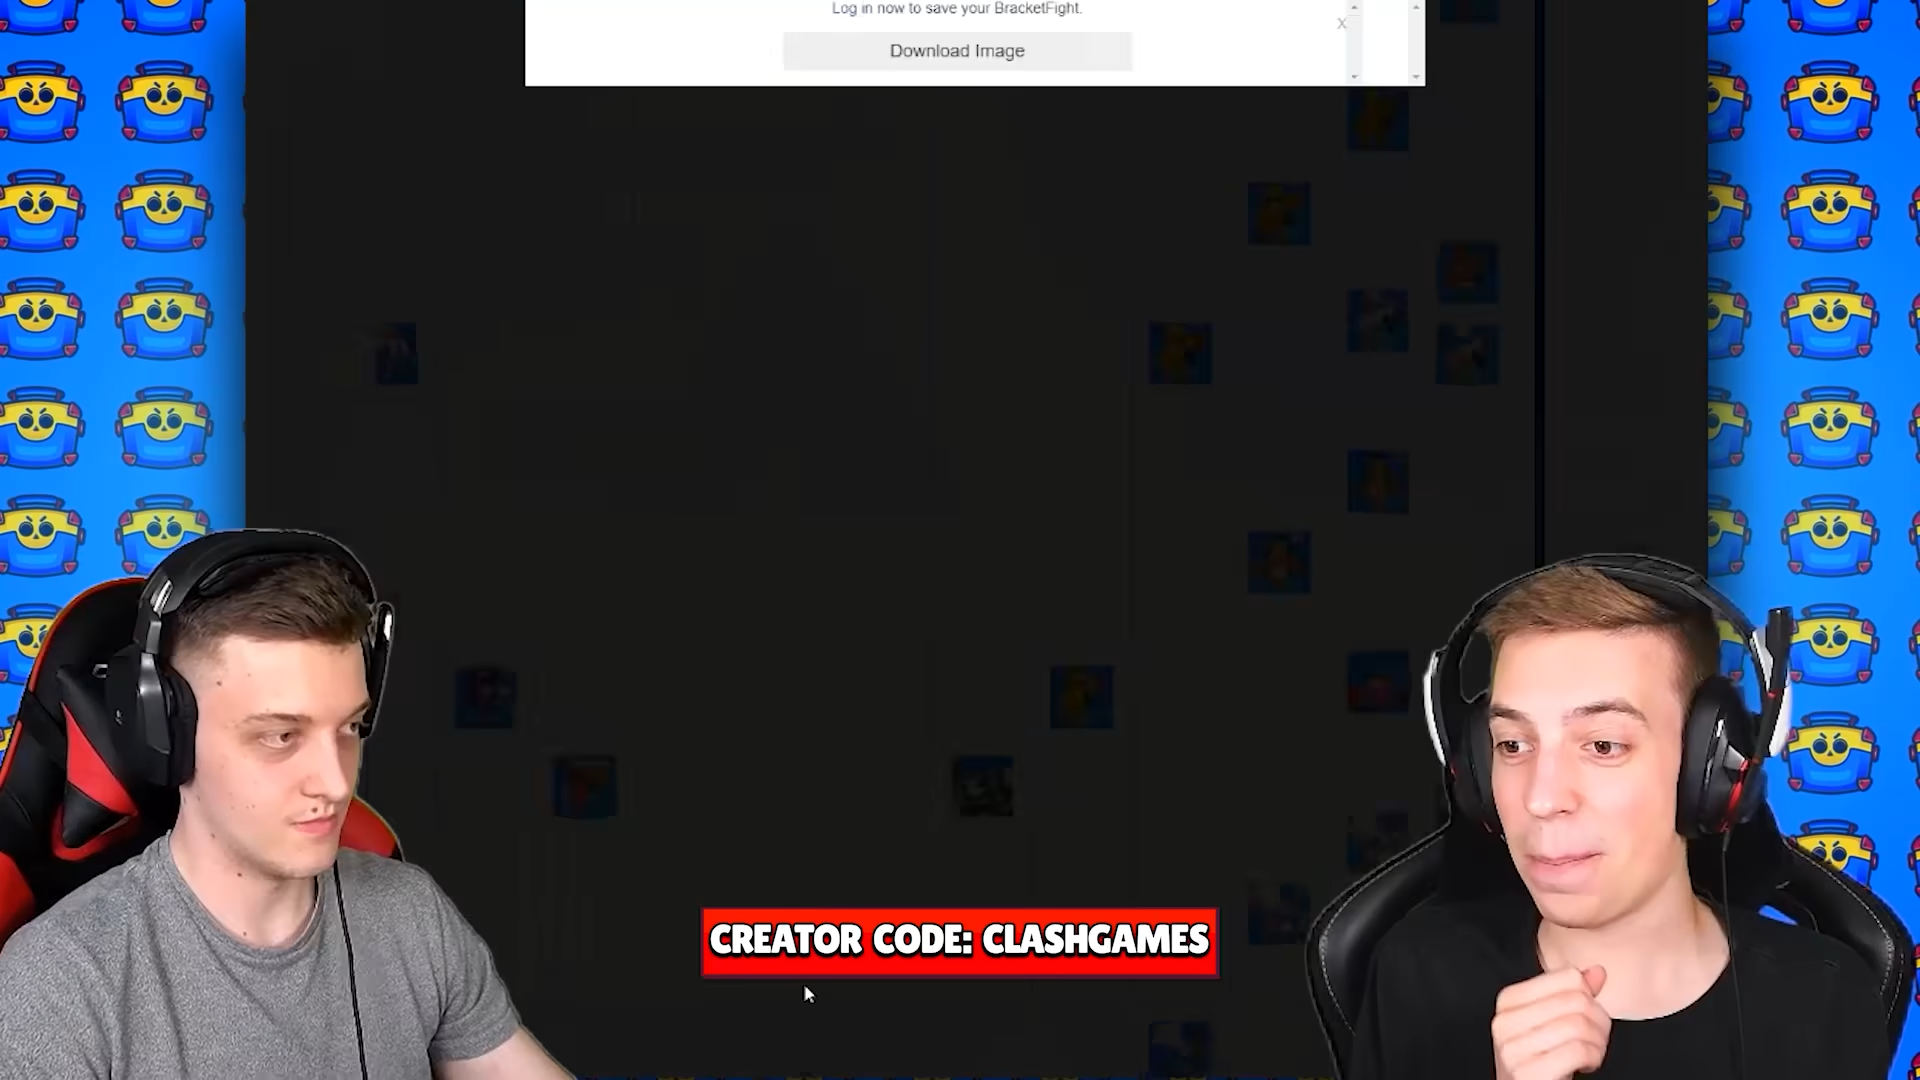 Log in now to save your BracketFight.
X
Download Image
CREATOR CODE: CLASHGAMES